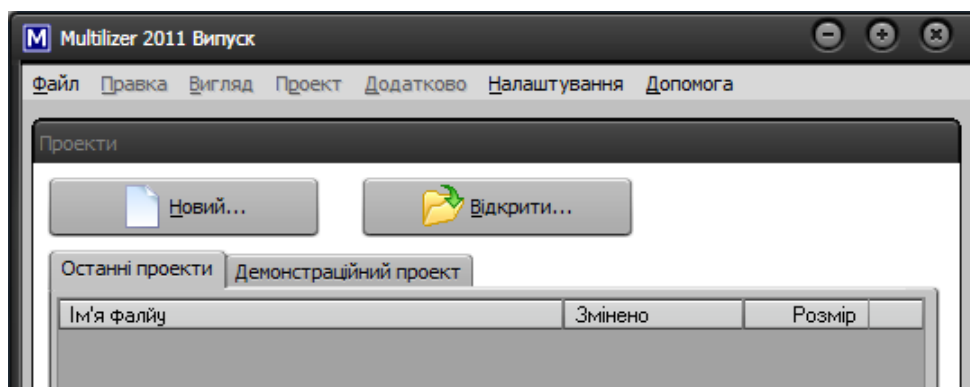 M Multilizer 2011 Випуск
Файл Правка Вигляд Проект Додатково Налаштування Допомога
Проекти
Новий... Відкрити...
Останні проекти Демонстраційний проект
Ім'я фалйу Змінено Розмір